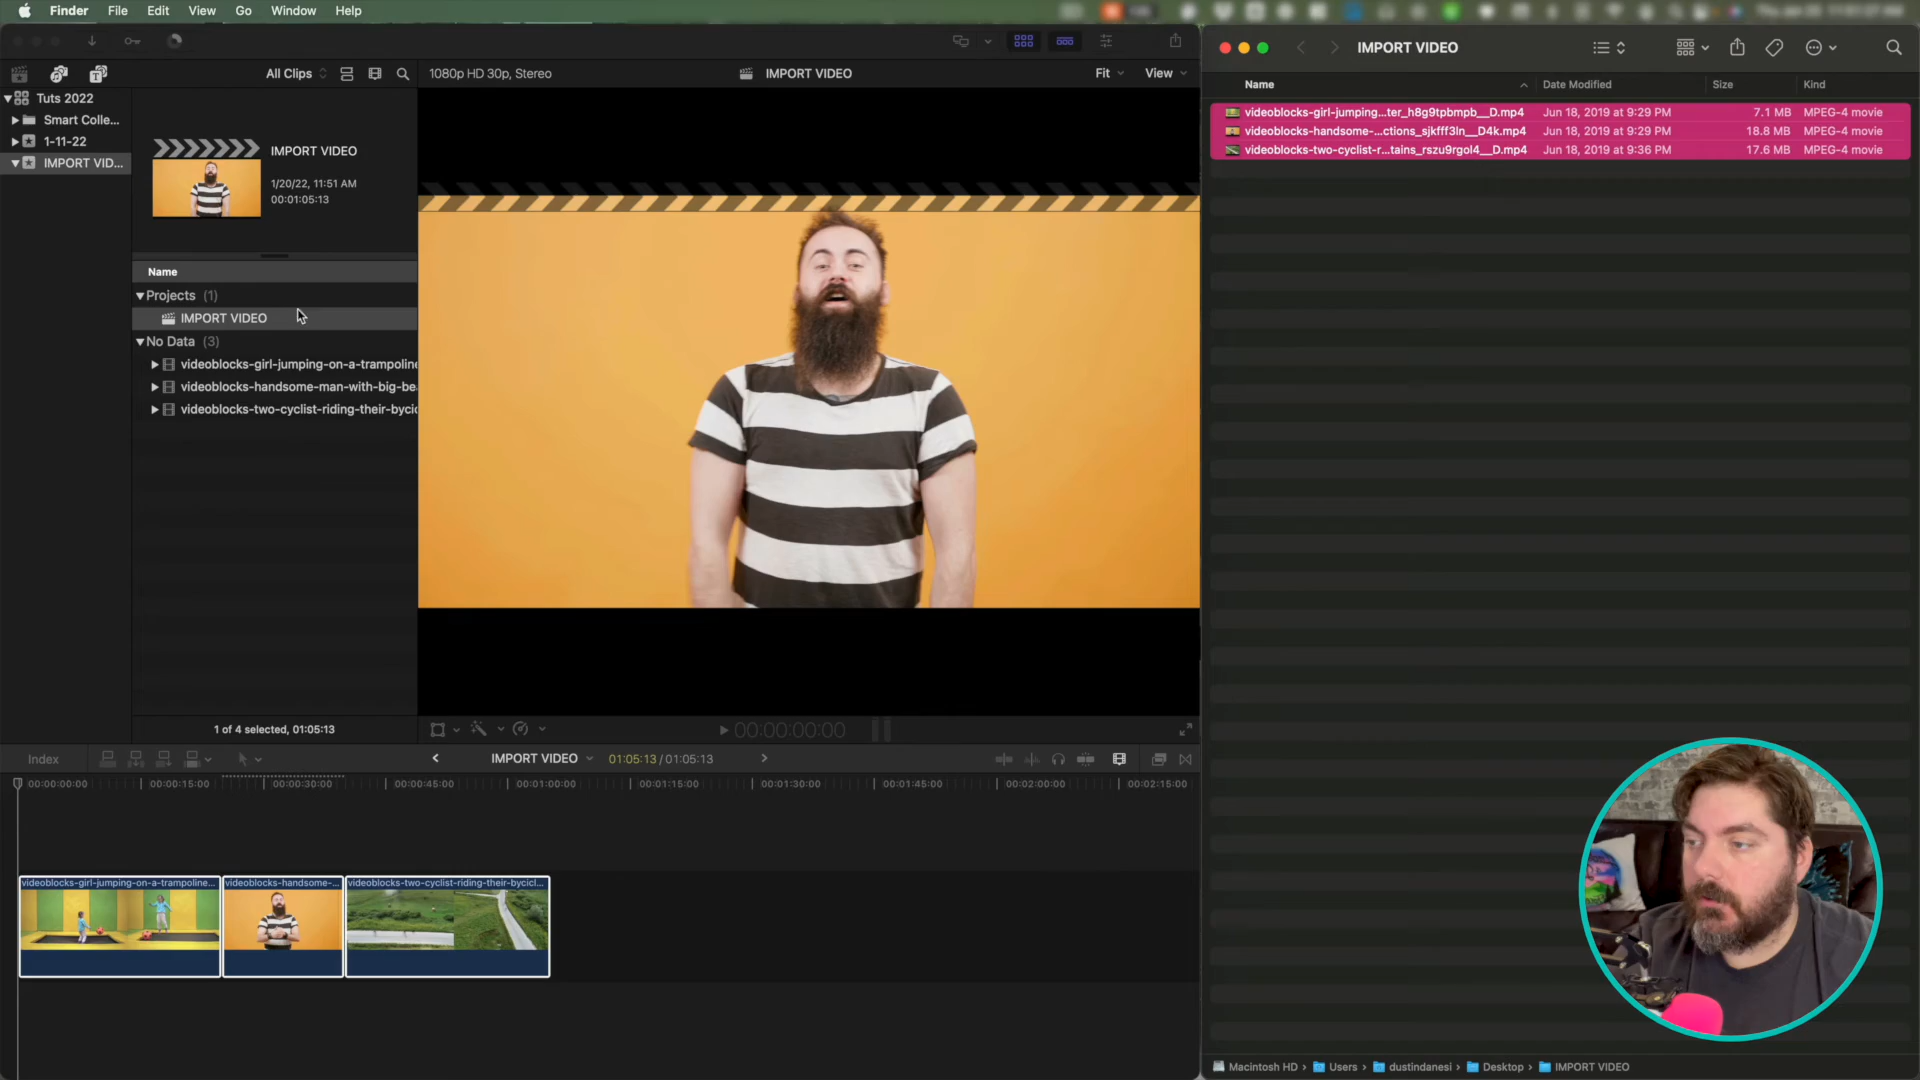 Finder File Edit View Go Window Help
All Clips
1080p HD 30p, Stereo
IMPORT VIDEO
Fit
View
Tuts 2022
Smart Colle...
1-11-22
IMPORT VID...
IMPORT VIDEO
1/20/22, 11:51 AM
00:01:05:13
Name
Projects (1)
IMPORT VIDEO
No Data (3)
videoblocks-girl-jumping-on-a-trampoline
videoblocks-handsome-man-with-big-be
videoblocks-two-cyclist-riding-their-byci
1 of 4 selected, 01:05:13
00:00:00:00
Index
IMPORT VIDEO
01:05:13 / 01:05:13
00:00:00:00 00:00:15:00 00:00:30:00 00:00:45:00 00:01:00:00 00:01:15:00 00:01:30:00 00:01:45:00 00:02:00:00 00:02:15:00
videoblocks-girl-jumping-on-a-trampoline...
videoblocks-handsome-...
videoblocks-two-cyclist-riding-their-bycicl...
IMPORT VIDEO
Name Date Modified Size Kind
videoblocks-girl-jumping...ter_h8g9tpbmpb__D.mp4 Jun 18, 2019 at 9:29 PM 7.1 MB MPEG-4 movie
videoblocks-handsome-...ctions_sjkfff3ln__D4k.mp4 Jun 18, 2019 at 9:29 PM 18.8 MB MPEG-4 movie
videoblocks-two-cyclist-r...tains_rszu9rgol4__D.mp4 Jun 18, 2019 at 9:36 PM 17.6 MB MPEG-4 movie
Macintosh HD › Users › dustindanesi › Desktop › IMPORT VIDEO